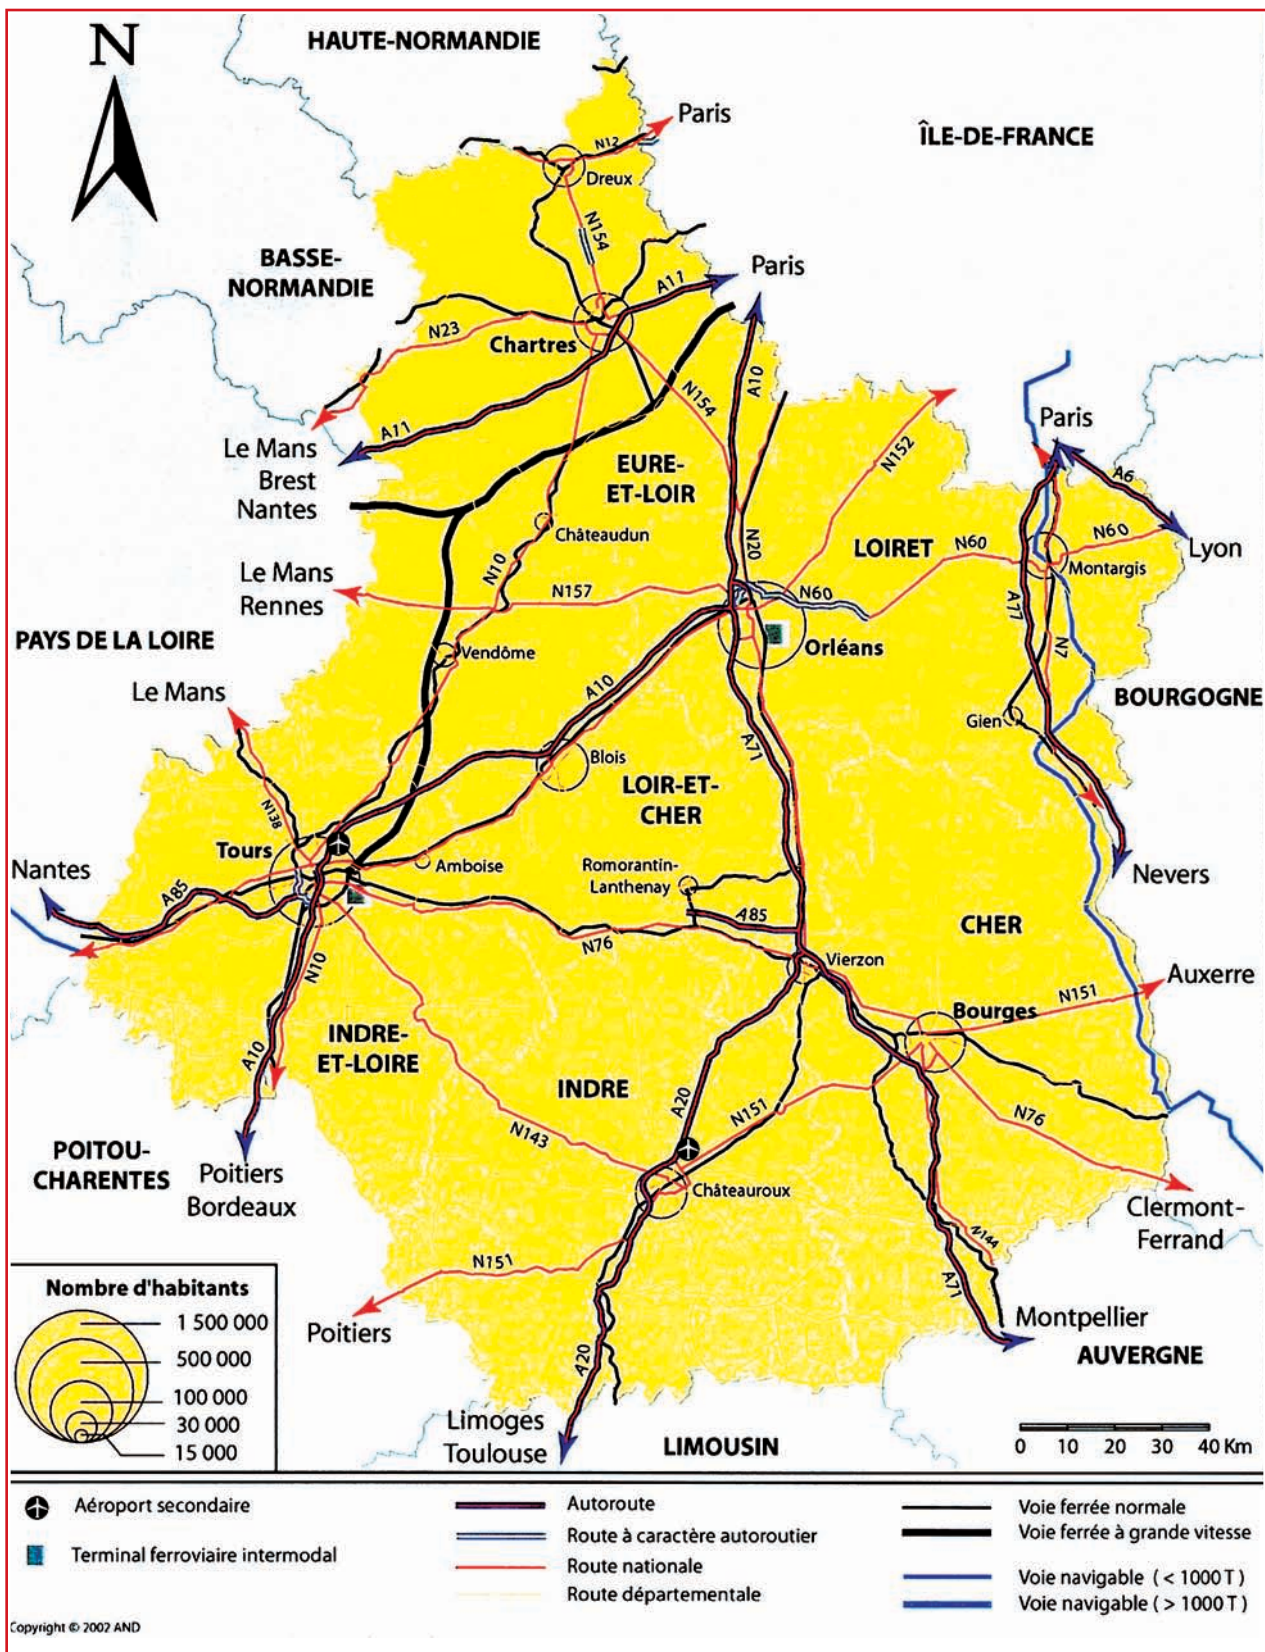 N
HAUTE-NORMANDIE
Paris
ÎLE-DE-FRANCE
N12
Dreux
N154
BASSE-
NORMANDIE
Paris
A11
N23
Chartres
A10
N154
A11
Le Mans
Brest
Nantes
EURE-
ET-LOIR
N152
Paris
A6
Lyon
Châteaudun
N20
LOIRET
N60
N60
Montargis
N10
Le Mans
Rennes
N157
N60
A77
PAYS DE LA LOIRE
Vendôme
Orléans
N7
BOURGOGNE
Le Mans
A10
Gien
A71
Blois
LOIR-ET-
CHER
N138
Tours
Amboise
Romorantin-
Lanthenay
Nantes
A85
Nevers
A85
CHER
N76
Vierzon
N10
Auxerre
N151
Bourges
INDRE-
ET-LOIRE
A10
INDRE
A20
N151
N76
N143
POITOU-
CHARENTES
Poitiers
Bordeaux
Châteauroux
Clermont-
Ferrand
N144
N151
A71
Poitiers
Montpellier
AUVERGNE
A20
Limoges
Toulouse
LIMOUSIN
Nombre d'habitants
1 500 000
500 000
100 000
30 000
15 000
0 10 20 30 40 Km
Aéroport secondaire
Terminal ferroviaire intermodal
Autoroute
Route à caractère autoroutier
Route nationale
Route départementale
Voie ferrée normale
Voie ferrée à grande vitesse
Voie navigable ( < 1000 T )
Voie navigable ( > 1000 T )
Copyright © 2002 AND